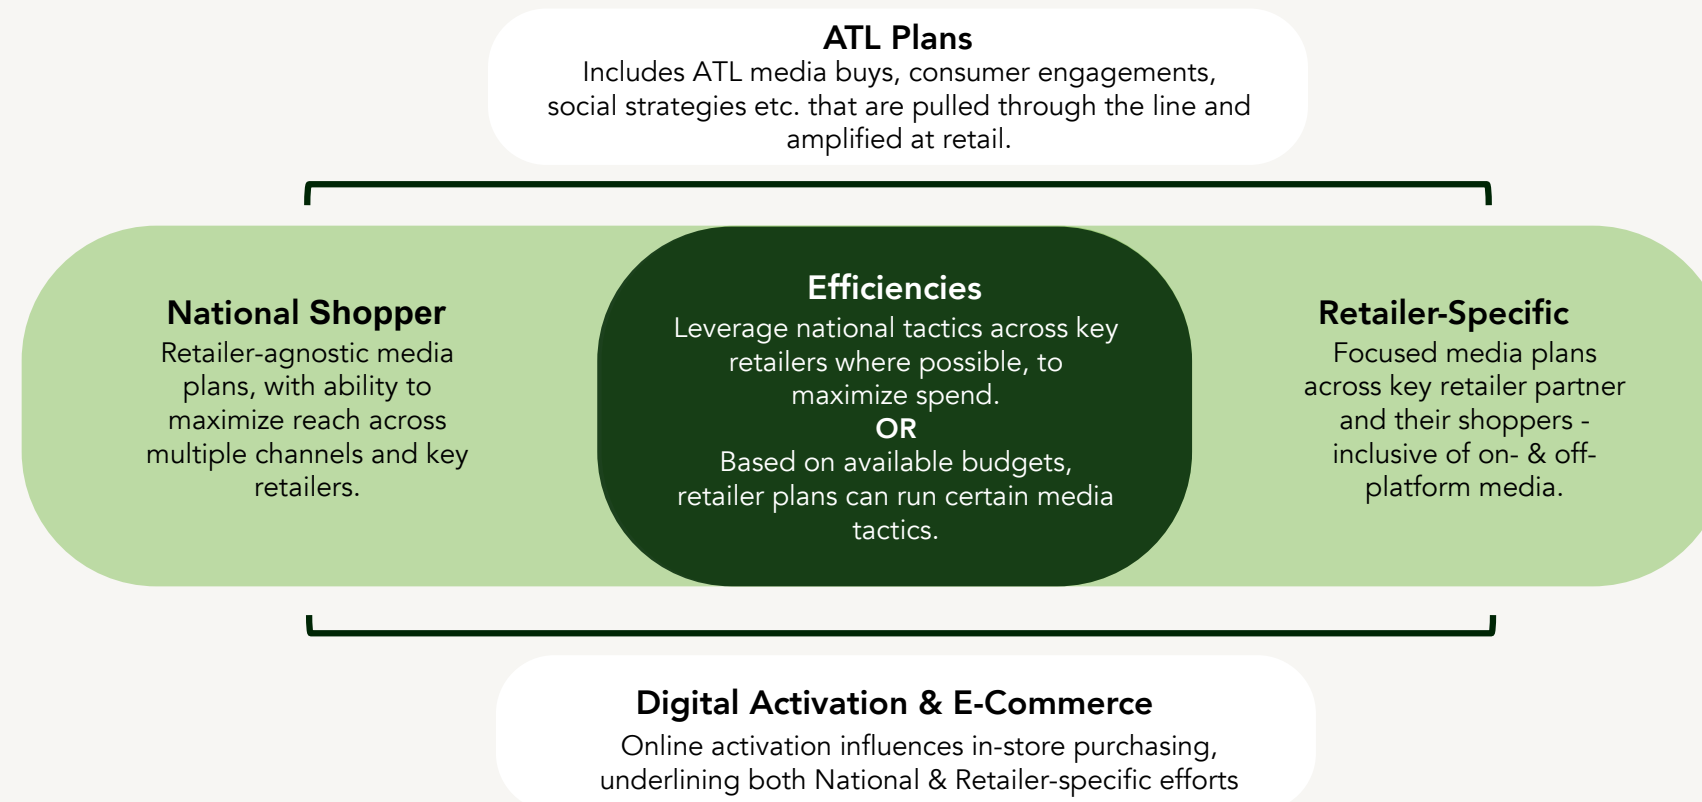 ATL Plans
Includes ATL media buys, consumer engagements,
social strategies etc. that are pulled through the line and
amplified at retail.
National Shopper
Retailer-agnostic media
plans, with ability to
maximize reach across
multiple channels and key
retailers.
Efficiencies
Leverage national tactics across key
retailers where possible, to
maximize spend.
OR
Based on available budgets,
retailer plans can run certain media
tactics.
Retailer-Specific
Focused media plans
across key retailer partner
and their shoppers -
inclusive of on- & off-
platform media.
Digital Activation & E-Commerce
Online activation influences in-store purchasing,
underlining both National & Retailer-specific efforts